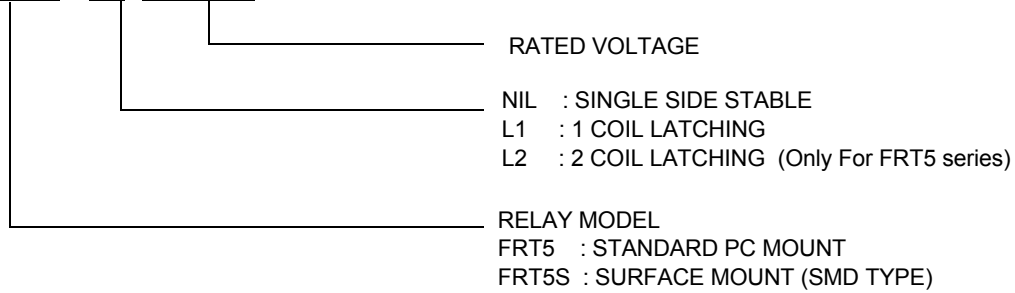 RATED VOLTAGE
NIL : SINGLE SIDE STABLE
L1 : 1 COIL LATCHING
L2 : 2 COIL LATCHING (Only For FRT5 series)
RELAY MODEL
FRT5 : STANDARD PC MOUNT
FRT5S : SURFACE MOUNT (SMD TYPE)